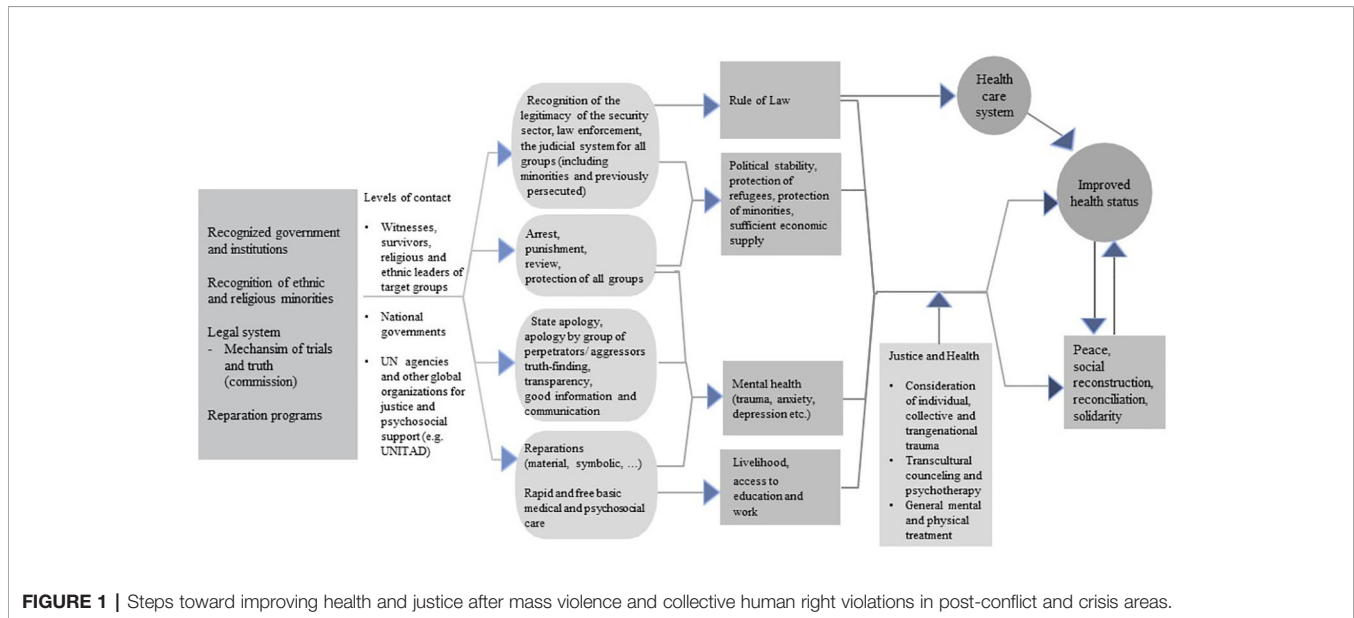 Recognized government
and institutions
Recognition of ethnic
and religious minorities
Legal system
- Mechansim of trials
and truth
(commission)
Reparation programs
Levels of contact
• Witnesses,
survivors,
religious and
ethnic leaders of
target groups
• National
governments
• UN agencies
and other global
organizations for
justice and
psychosocial
support (e.g.
UNITAD)
Recognition of the
legitimacy of the security
sector, law enforcement,
the judicial system for all
groups (including
minorities and previously
persecuted)
Arrest,
punishment,
review,
protection of all groups
State apology,
apology by group of
perpetrators/ aggressors
truth-finding,
transparency,
good information and
communication
Reparations
(material, symbolic, ...)
Rapid and free basic
medical and psychosocial
care
Rule of Law
Political stability,
protection of
refugees, protection
of minorities,
sufficient economic
supply
Mental health
(trauma, anxiety,
depression etc.)
Livelihood,
access to
education and
work
Justice and Health
• Consideration
of individual,
collective and
trangenational
trauma
• Transcultural
counceling and
psychotherapy
• General mental
and physical
treatment
Health
care
system
Improved
health status
Peace,
social
reconstruction,
reconciliation,
solidarity
FIGURE 1 | Steps toward improving health and justice after mass violence and collective human right violations in post-conflict and crisis areas.